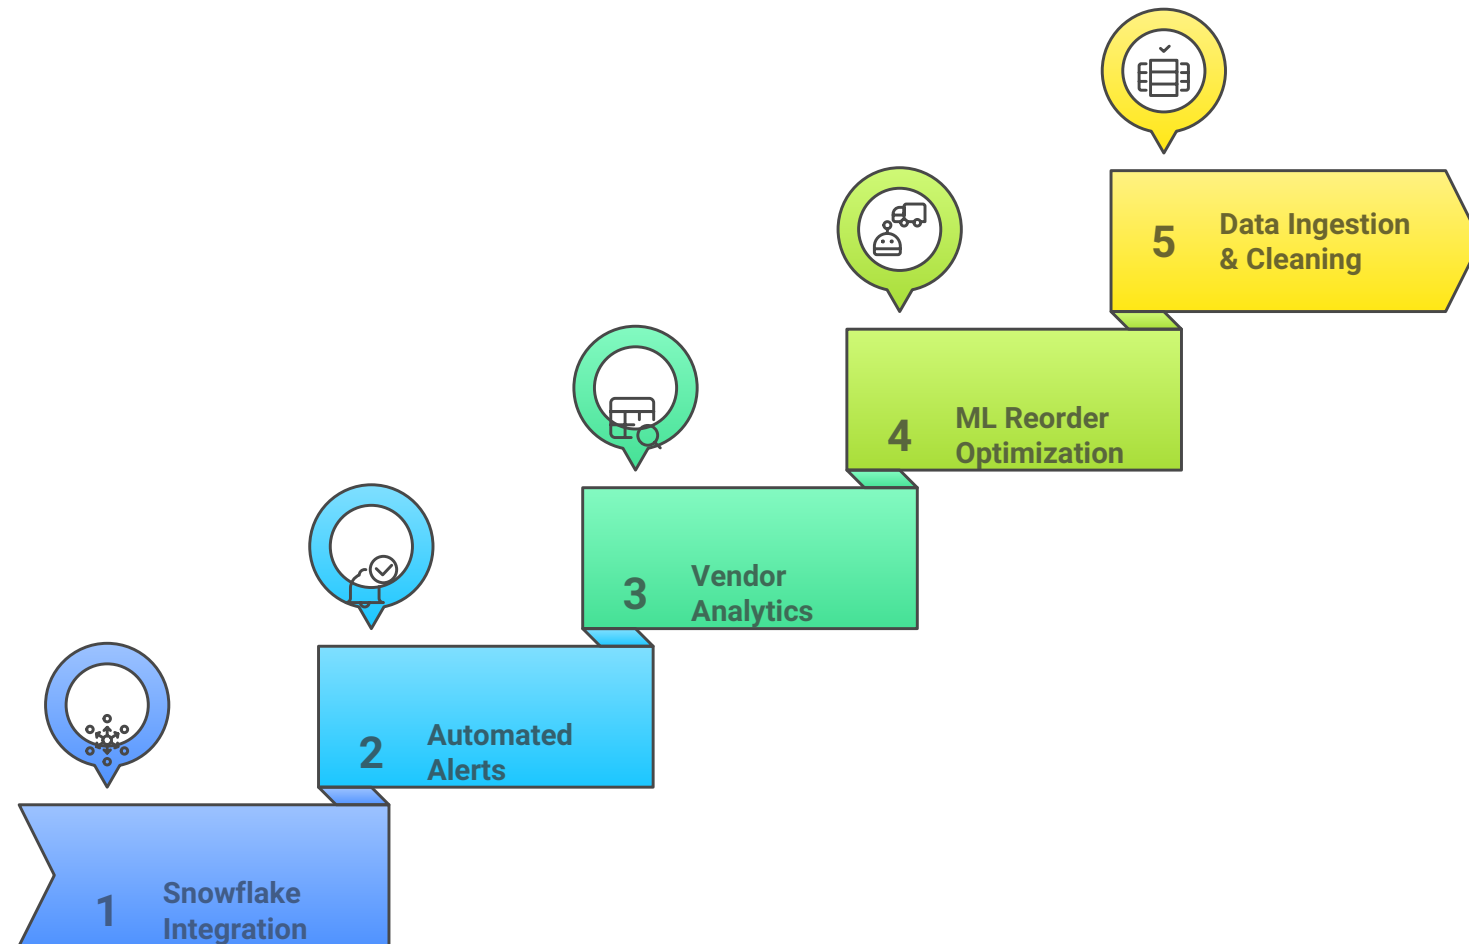 5
Data Ingestion
& Cleaning
4
ML Reorder
Optimization
3
Vendor
Analytics
2
Automated
Alerts
1
Snowflake
Integration